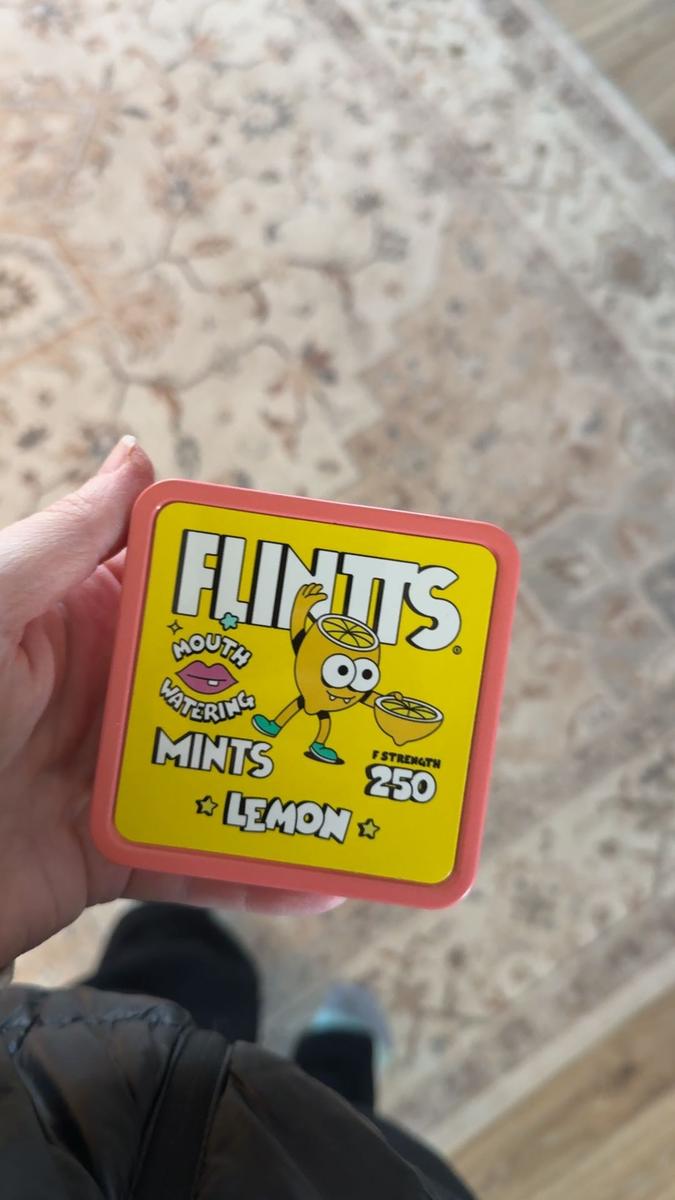 FLINTTS
MOUTH
WATERING
MINTS
F STRENGTH
250
LEMON